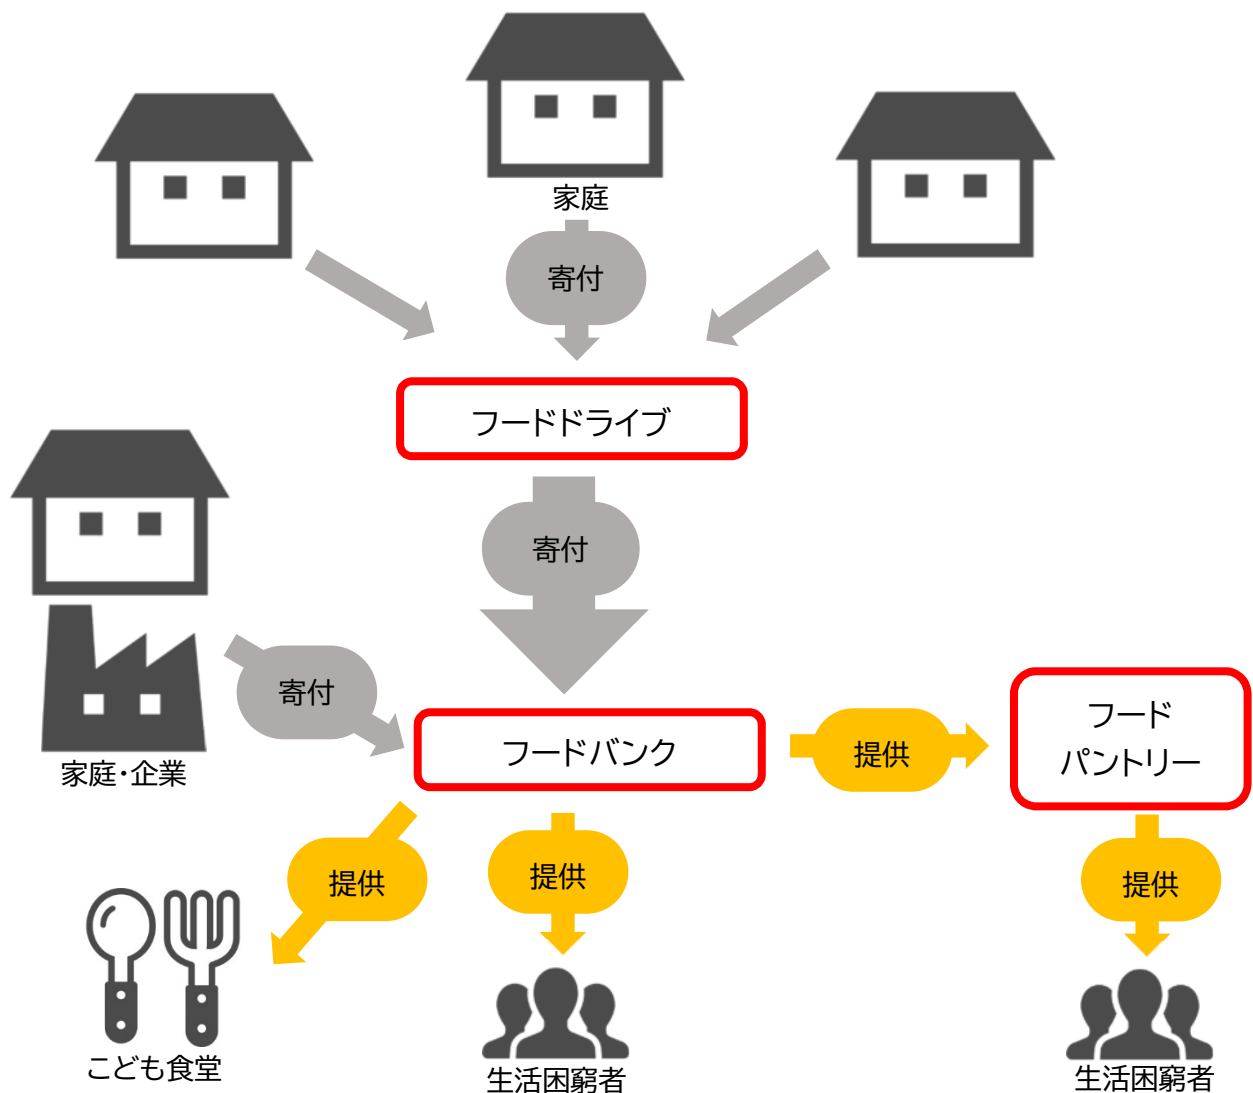 家庭
寄付
フードドライブ
寄付
寄付
家庭・企業
フードバンク
提供
フード
パントリー
提供
提供
提供
こども食堂
生活困窮者
生活困窮者